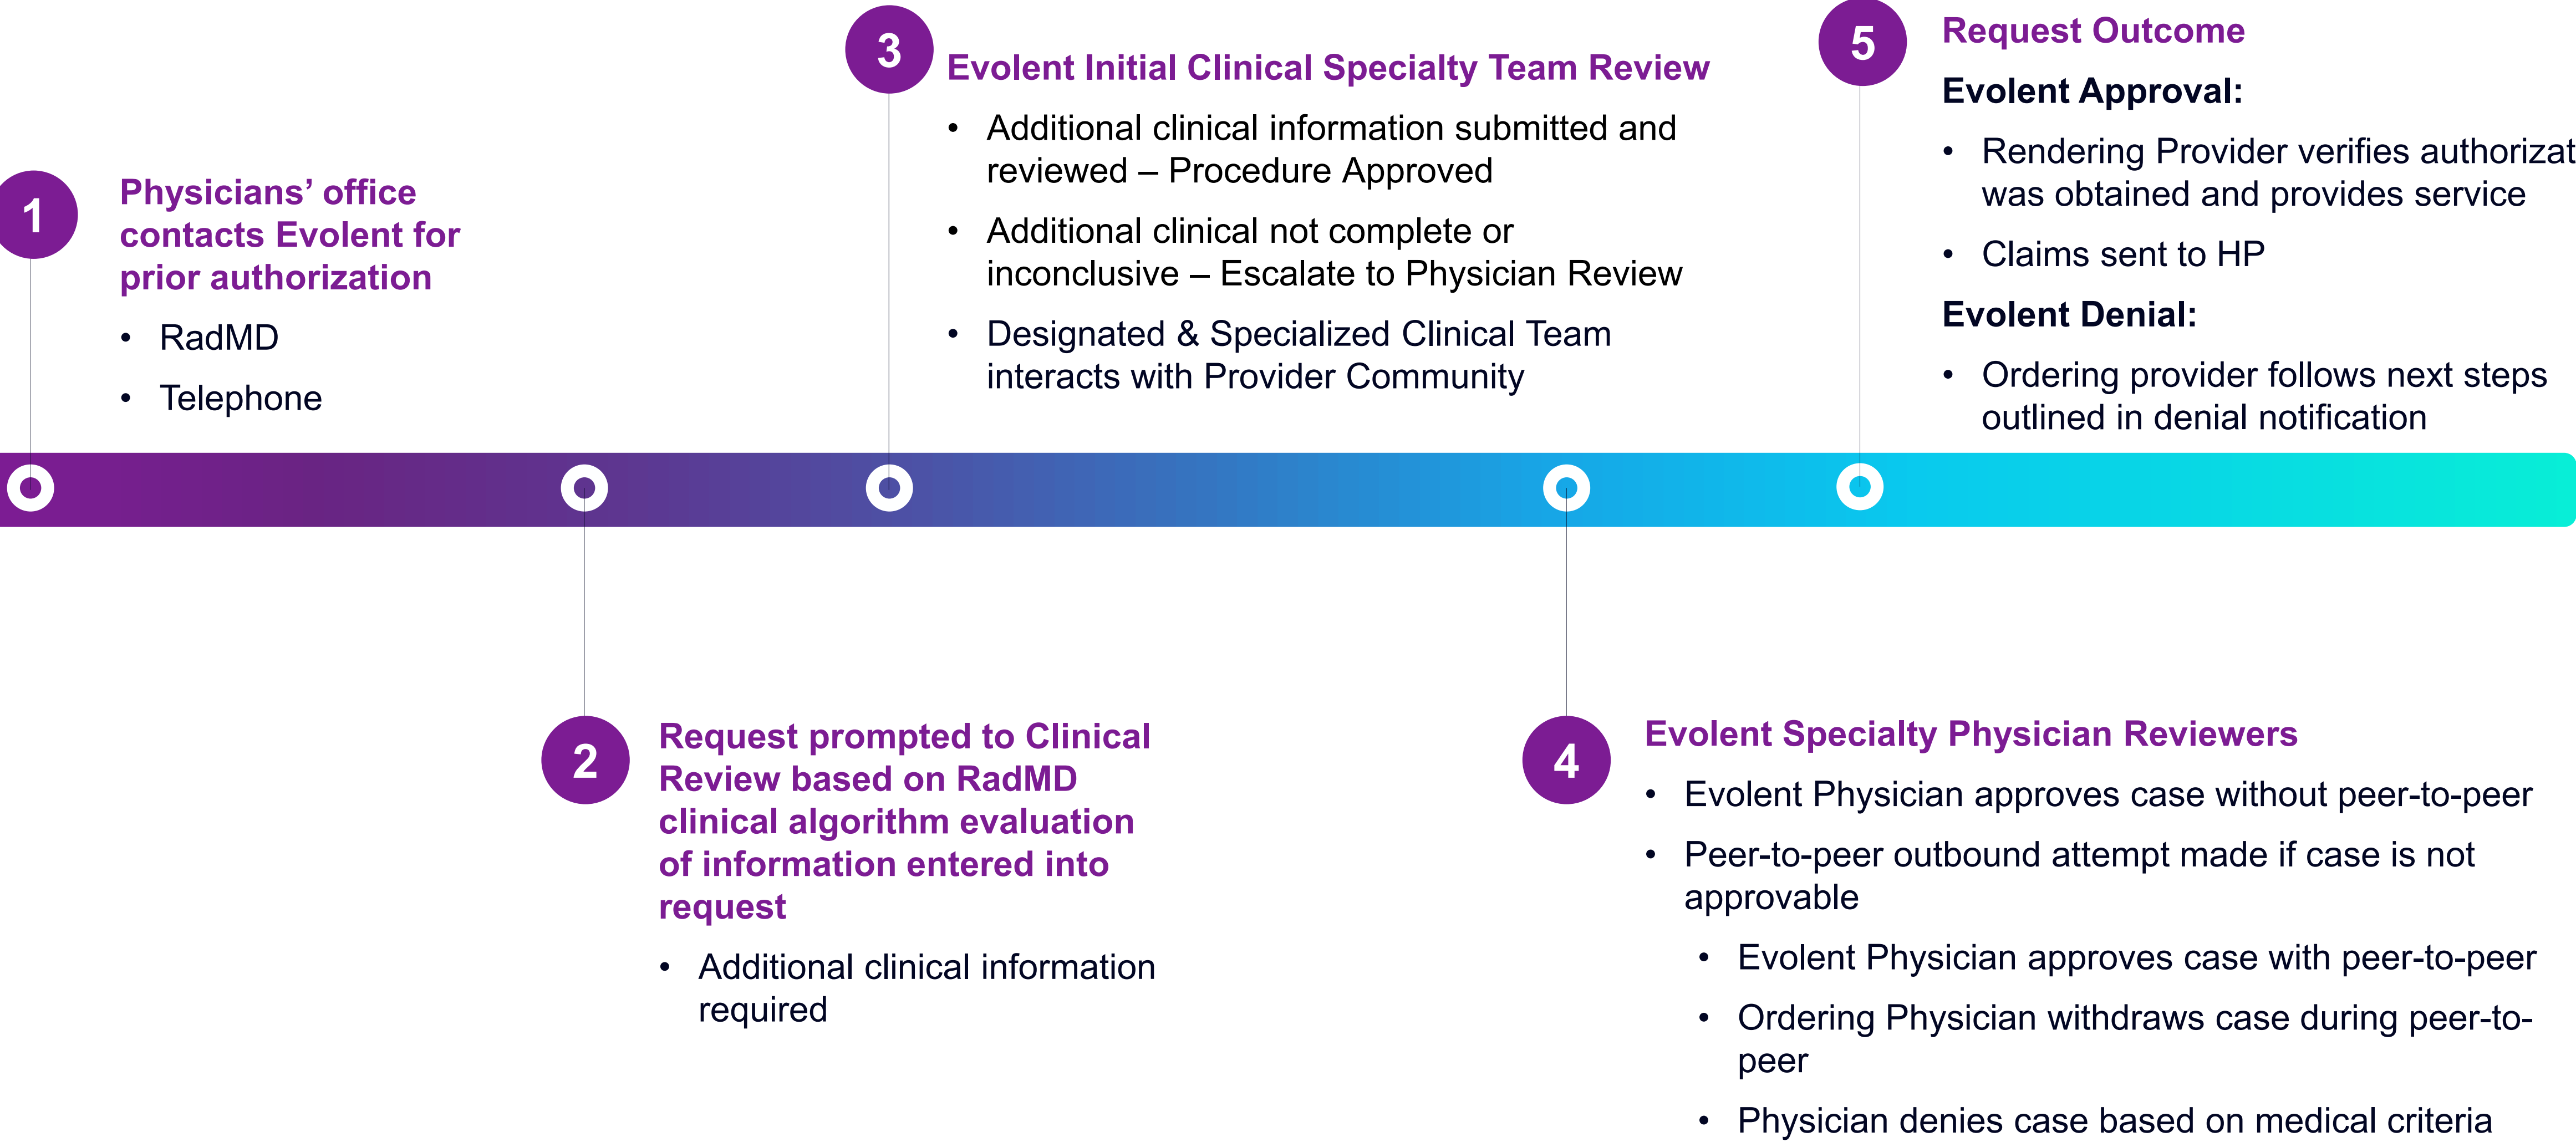 1
Physicians’ office
contacts Evolent for
prior authorization
• RadMD
• Telephone
2
Request prompted to Clinical
Review based on RadMD
clinical algorithm evaluation
of information entered into
request
• Additional clinical information
required
3
Evolent Initial Clinical Specialty Team Review
• Additional clinical information submitted and
reviewed – Procedure Approved
• Additional clinical not complete or
inconclusive – Escalate to Physician Review
• Designated & Specialized Clinical Team
interacts with Provider Community
4
Evolent Specialty Physician Reviewers
• Evolent Physician approves case without peer-to-peer
• Peer-to-peer outbound attempt made if case is not
approvable
• Evolent Physician approves case with peer-to-peer
• Ordering Physician withdraws case during peer-to-
peer
• Physician denies case based on medical criteria
5
Request Outcome
Evolent Approval:
• Rendering Provider verifies authorizat
was obtained and provides service
• Claims sent to HP
Evolent Denial:
• Ordering provider follows next steps
outlined in denial notification